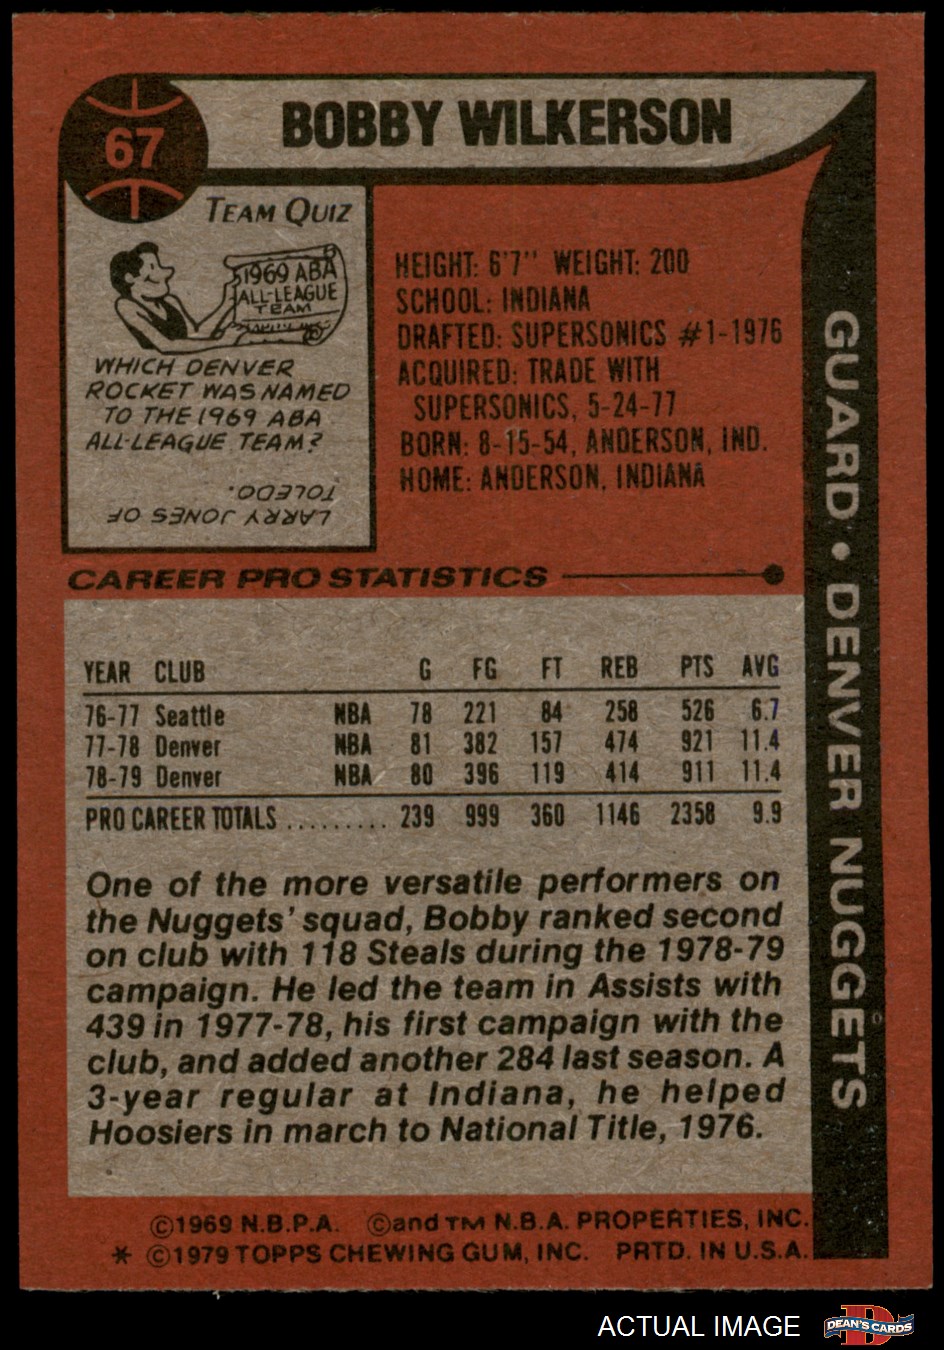 67
BOBBY WILKERSON
TEAM QUIZ
1969 ABA
ALL-LEAGUE
TEAM
WHICH DENVER
ROCKET WAS NAMED
TO THE 1969 ABA
ALL-LEAGUE TEAM?
LARRY JONES OF
TOLEDO.
HEIGHT: 6'7" WEIGHT: 200
SCHOOL: INDIANA
DRAFTED: SUPERSONICS #1-1976
ACQUIRED: TRADE WITH
SUPERSONICS, 5-24-77
BORN: 8-15-54, ANDERSON, IND.
HOME: ANDERSON, INDIANA
GUARD • DENVER NUGGETS
CAREER PRO STATISTICS
YEAR CLUB G FG FT REB PTS AVG
76-77 Seattle NBA 78 221 84 258 526 6.7
77-78 Denver NBA 81 382 157 474 921 11.4
78-79 Denver NBA 80 396 119 414 911 11.4
PRO CAREER TOTALS ......... 239 999 360 1146 2358 9.9
One of the more versatile performers on
the Nuggets' squad, Bobby ranked second
on club with 118 Steals during the 1978-79
campaign. He led the team in Assists with
439 in 1977-78, his first campaign with the
club, and added another 284 last season. A
3-year regular at Indiana, he helped
Hoosiers in march to National Title, 1976.
©1969 N.B.P.A. ©and TM N.B.A. PROPERTIES, INC.
* ©1979 TOPPS CHEWING GUM, INC. PRTD. IN U.S.A.
ACTUAL IMAGE
DEAN'S CARDS